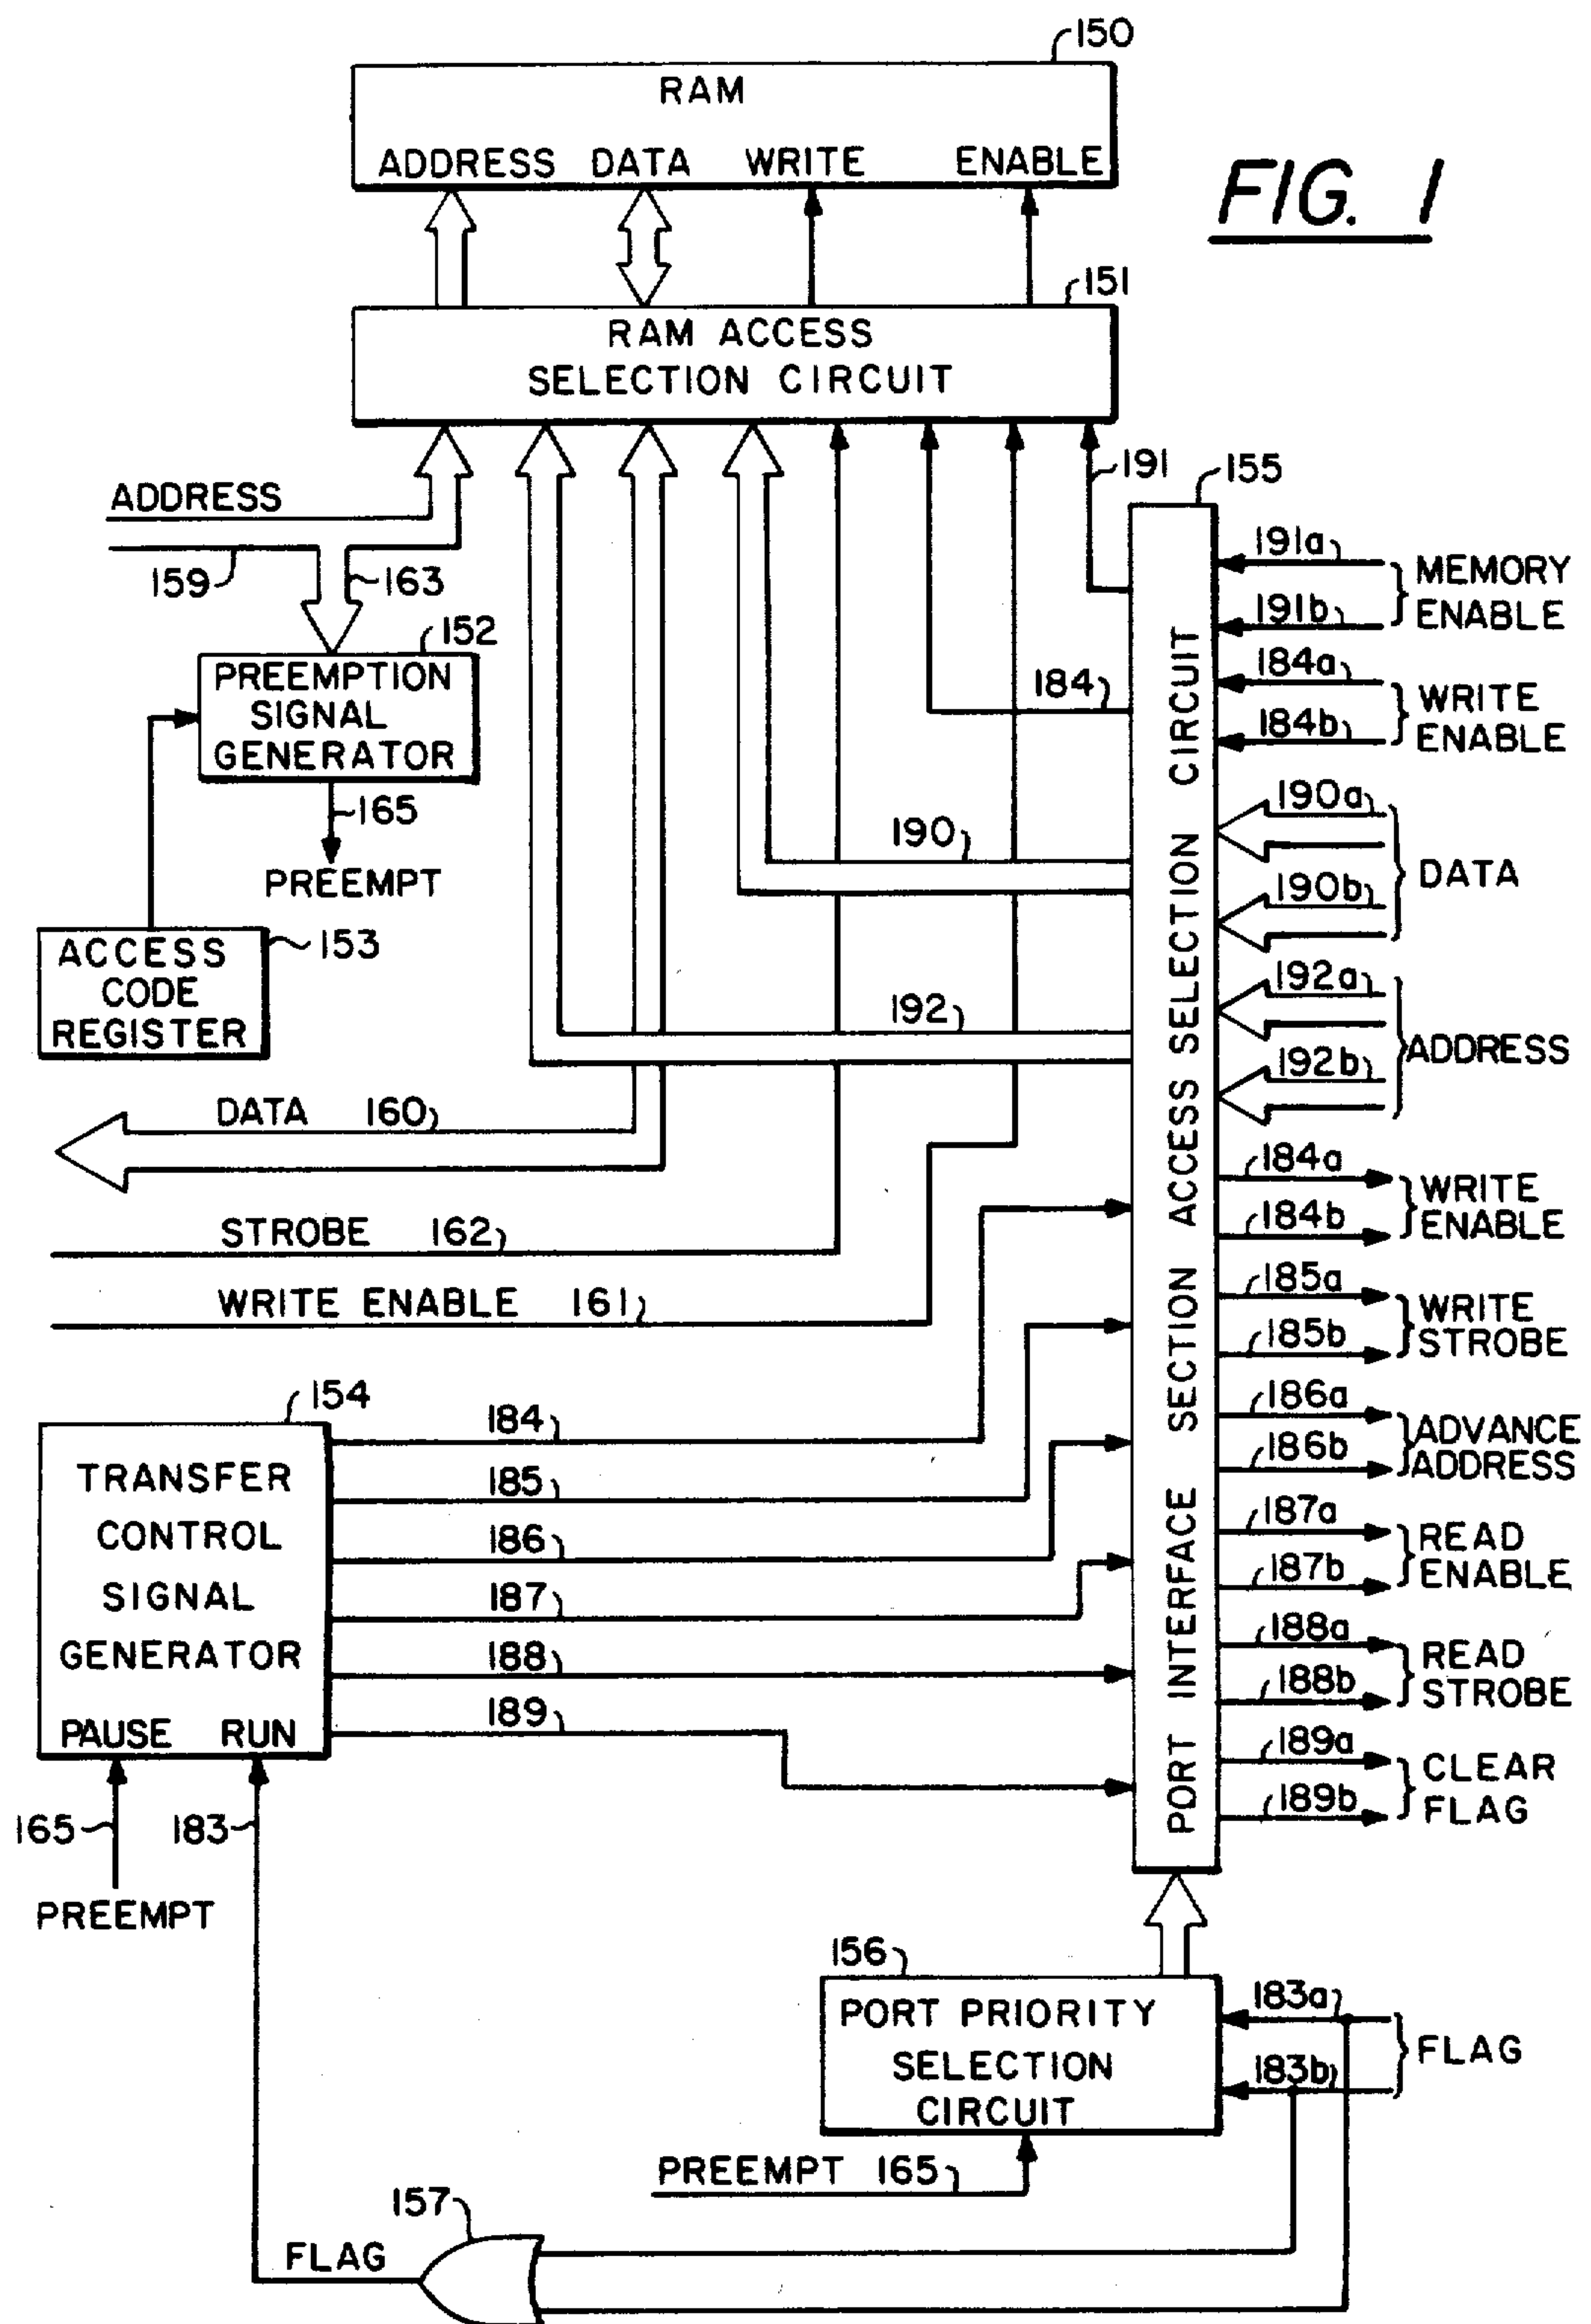 150
RAM
ADDRESS DATA WRITE ENABLE
FIG. 1
151
RAM ACCESS
SELECTION CIRCUIT
ADDRESS
159
163
191
155
152
PREEMPTION
SIGNAL
GENERATOR
165
PREEMPT
153
ACCESS
CODE
REGISTER
184
190
192
DATA 160
STROBE 162
WRITE ENABLE 161
PORT INTERFACE SECTION ACCESS SELECTION CIRCUIT
191a
191b
MEMORY
ENABLE
184a
184b
WRITE
ENABLE
190a
190b
DATA
192a
192b
ADDRESS
184a
184b
WRITE
ENABLE
185a
185b
WRITE
STROBE
186a
186b
ADVANCE
ADDRESS
187a
187b
READ
ENABLE
188a
188b
READ
STROBE
189a
189b
CLEAR
FLAG
154
TRANSFER
CONTROL
SIGNAL
GENERATOR
PAUSE RUN
184
185
186
187
188
189
165
183
PREEMPT
156
PORT PRIORITY
SELECTION
CIRCUIT
183a
183b
FLAG
PREEMPT 165
157
FLAG